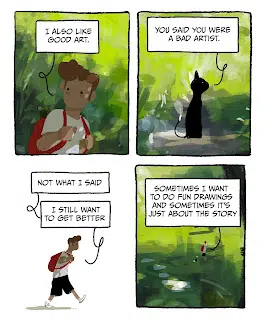 I ALSO LIKE
GOOD ART.
YOU SAID YOU WERE
A BAD ARTIST.
NOT WHAT I SAID
I STILL WANT
TO GET BETTER
SOMETIMES I WANT
TO DO FUN DRAWINGS
AND SOMETIMES IT'S
JUST ABOUT THE STORY